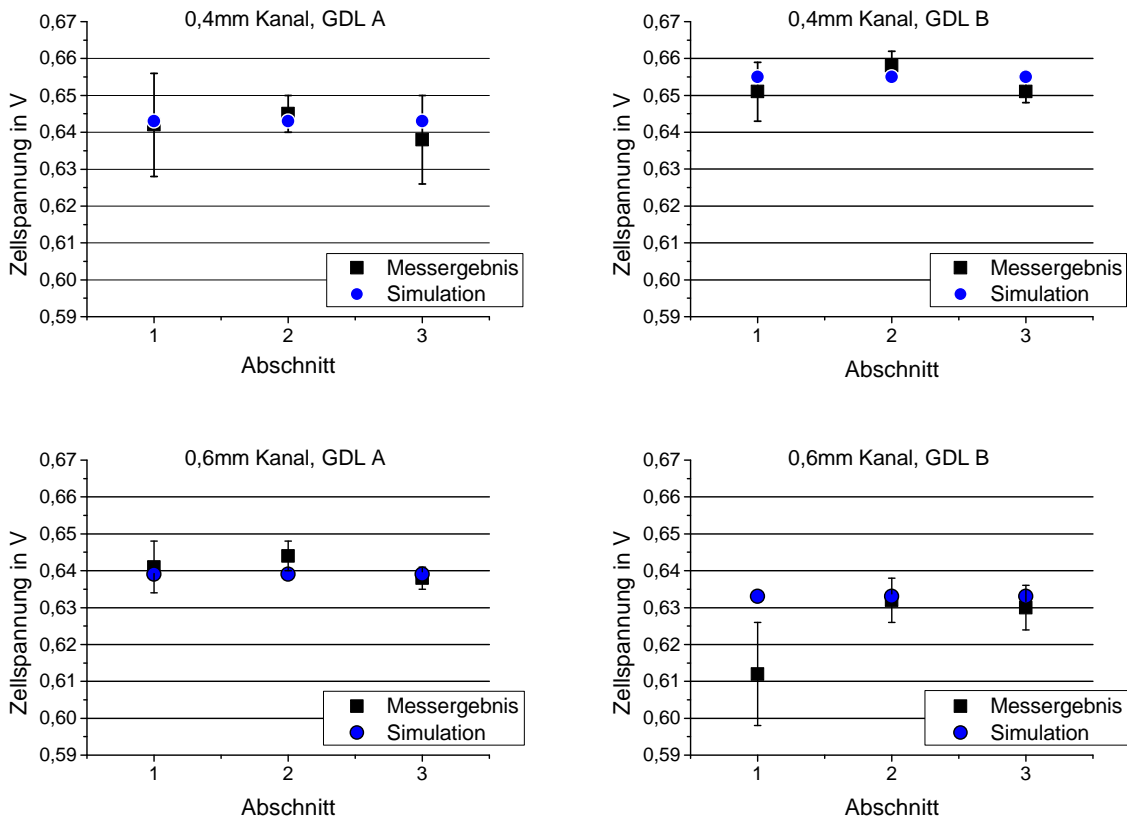 0,4mm Kanal, GDL A
0,67
0,66
0,65
0,64
0,63
0,62
0,61
0,60
0,59
Zellspannung in V
Messergebnis
Simulation
1 2 3
Abschnitt
0,4mm Kanal, GDL B
0,67
0,66
0,65
0,64
0,63
0,62
0,61
0,60
0,59
Zellspannung in V
Messergebnis
Simulation
1 2 3
Abschnitt
0,6mm Kanal, GDL A
0,67
0,66
0,65
0,64
0,63
0,62
0,61
0,60
0,59
Zellspannung in V
Messergebnis
Simulation
1 2 3
Abschnitt
0,6mm Kanal, GDL B
0,67
0,66
0,65
0,64
0,63
0,62
0,61
0,60
0,59
Zellspannung in V
Messergebnis
Simulation
1 2 3
Abschnitt